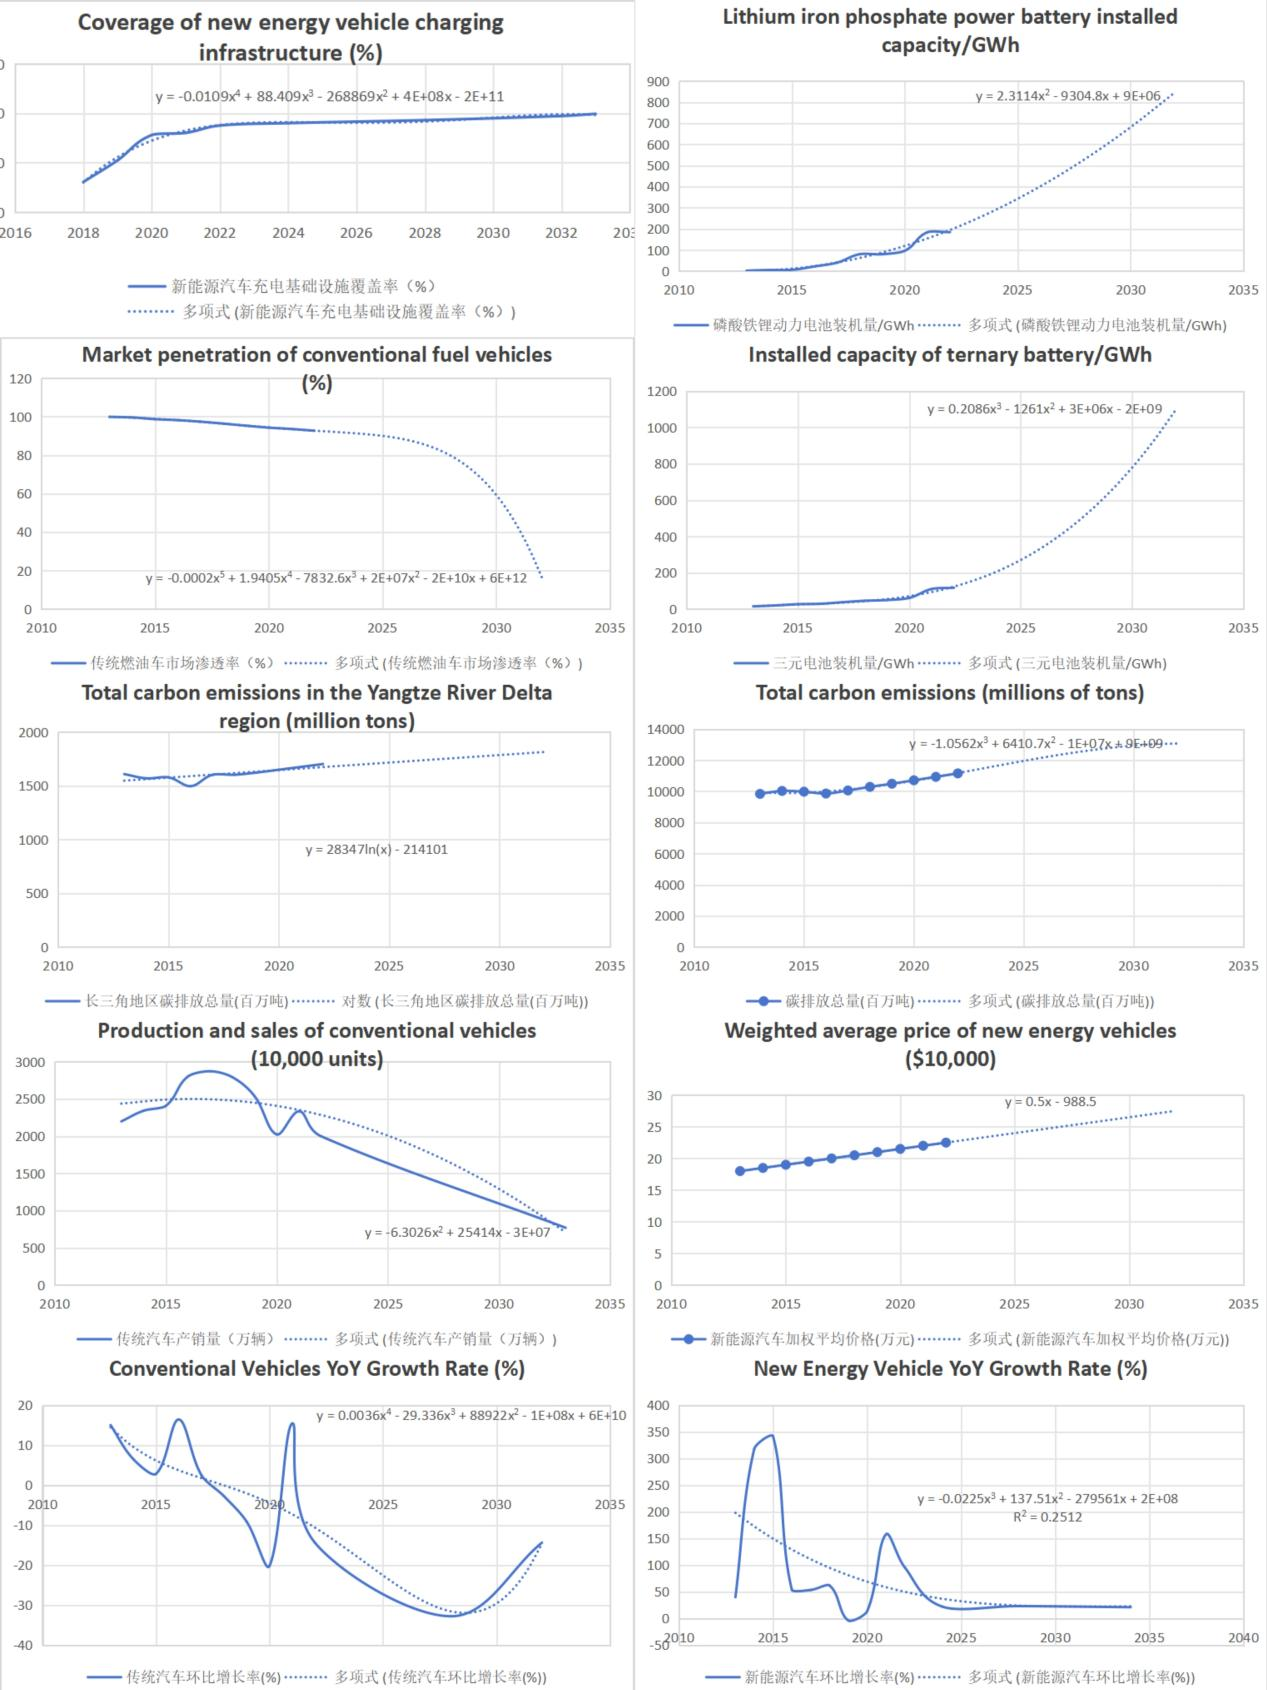 Coverage of new energy vehicle charging
infrastructure (%)
y = -0.0109x⁴ + 88.409x³ - 268869x² + 4E+08x - 2E+11
0
0
0
0
2016 2018 2020 2022 2024 2026 2028 2030 2032
新能源汽车充电基础设施覆盖率（%）
多项式 (新能源汽车充电基础设施覆盖率（%）)
Lithium iron phosphate power battery installed
capacity/GWh
y = 2.3114x² - 9304.8x + 9E+06
900
800
700
600
500
400
300
200
100
0
2010 2015 2020 2025 2030 2035
磷酸铁锂动力电池装机量/GWh 多项式 (磷酸铁锂动力电池装机量/GWh)
Market penetration of conventional fuel vehicles
(%)
120
100
80
60
40
20
0
y = -0.0002x⁵ + 1.9405x⁴ - 7832.6x³ + 2E+07x² - 2E+10x + 6E+12
2010 2015 2020 2025 2030 2035
传统燃油车市场渗透率（%） 多项式 (传统燃油车市场渗透率（%）)
Installed capacity of ternary battery/GWh
y = 0.2086x³ - 1261x² + 3E+06x - 2E+09
1200
1000
800
600
400
200
0
2010 2015 2020 2025 2030 2035
三元电池装机量/GWh 多项式 (三元电池装机量/GWh)
Total carbon emissions in the Yangtze River Delta
region (million tons)
2000
1500
1000
500
0
y = 28347ln(x) - 214101
2010 2015 2020 2025 2030 2035
长三角地区碳排放总量(百万吨) 对数 (长三角地区碳排放总量(百万吨))
Total carbon emissions (millions of tons)
y = -1.0562x³ + 6410.7x² - 1E+07x + 9E+09
14000
12000
10000
8000
6000
4000
2000
0
2010 2015 2020 2025 2030 2035
碳排放总量(百万吨) 多项式 (碳排放总量(百万吨))
Production and sales of conventional vehicles
(10,000 units)
3000
2500
2000
1500
1000
500
0
y = -6.3026x² + 25414x - 3E+07
2010 2015 2020 2025 2030 2035
传统汽车产销量（万辆） 多项式 (传统汽车产销量（万辆）)
Weighted average price of new energy vehicles
($10,000)
y = 0.5x - 988.5
30
25
20
15
10
5
0
2010 2015 2020 2025 2030 2035
新能源汽车加权平均价格(万元) 多项式 (新能源汽车加权平均价格(万元))
Conventional Vehicles YoY Growth Rate (%)
y = 0.0036x⁴ - 29.336x³ + 88922x² - 1E+08x + 6E+10
20
10
0
-10
-20
-30
-40
2010 2015 2020 2025 2030 2035
传统汽车环比增长率(%) 多项式 (传统汽车环比增长率(%))
New Energy Vehicle YoY Growth Rate (%)
y = -0.0225x³ + 137.51x² - 279561x + 2E+08
R² = 0.2512
400
350
300
250
200
150
100
50
0
-50
2010 2015 2020 2025 2030 2035 2040
新能源汽车环比增长率(%) 多项式 (新能源汽车环比增长率(%))